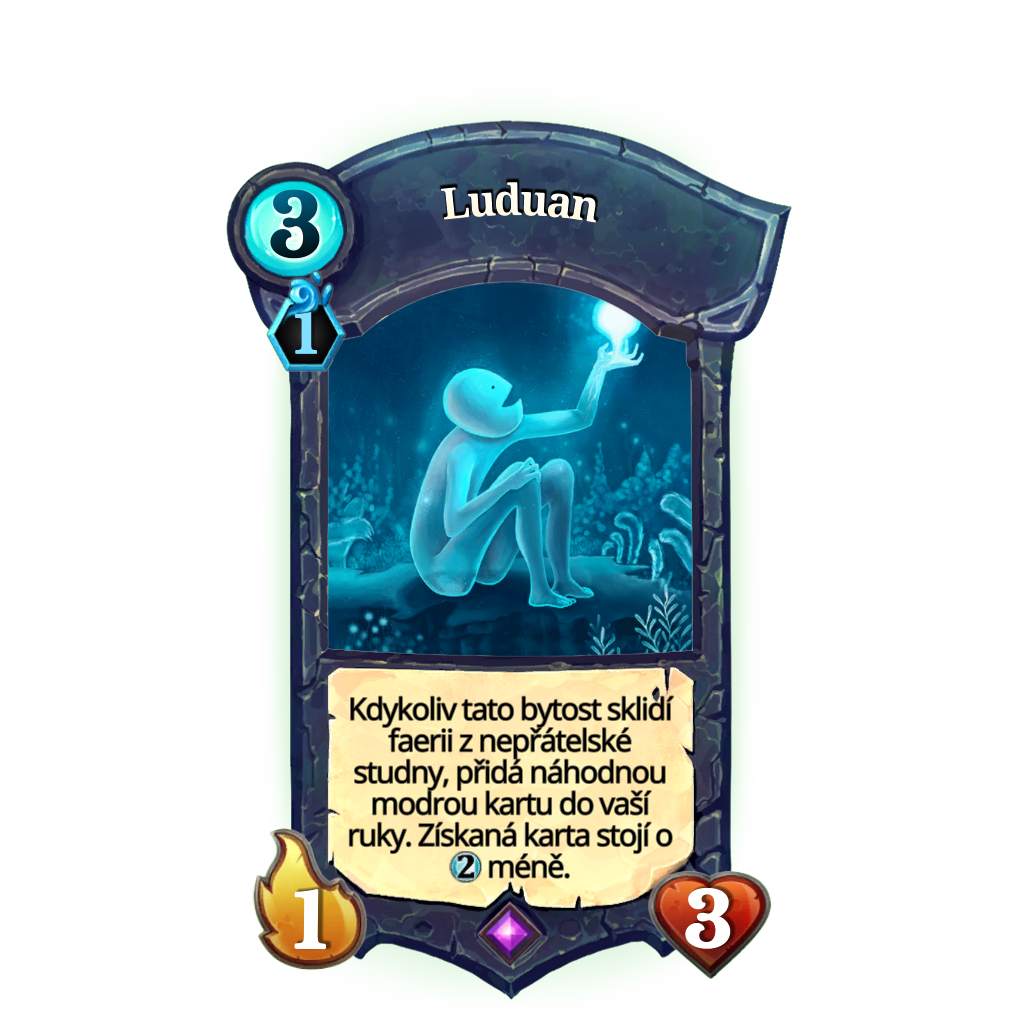 3
Luduan
1
Kdykoliv tato bytost sklidí
faerii z nepřátelské
studny, přidá náhodnou
modrou kartu do vaší
ruky. Získaná karta stojí o
2 méně.
1
3